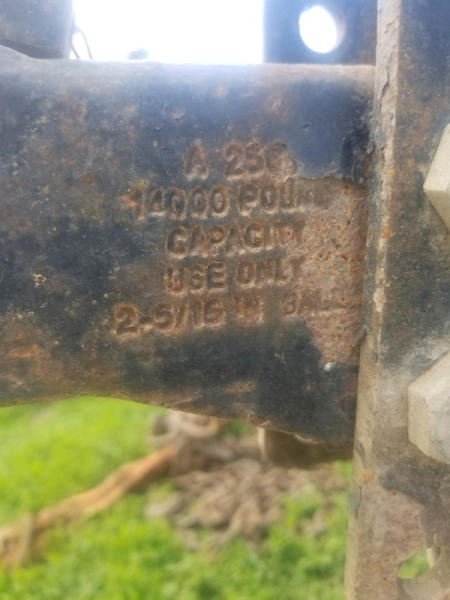 A 256
14000 POUND
CAPACITY
USE ONLY
2-5/16 IN BALL